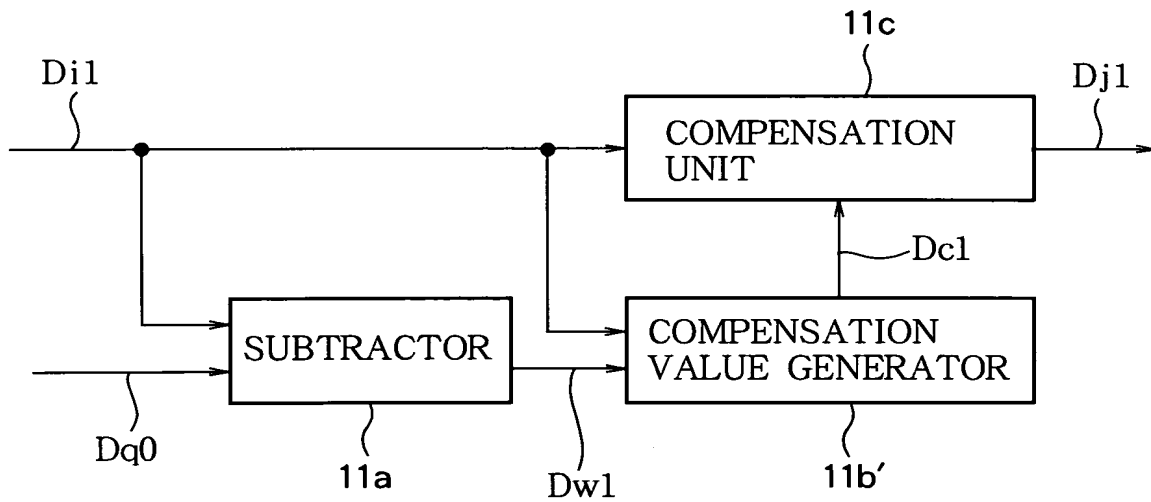 11c
Di1
Dj1
COMPENSATION
UNIT
Dc1
SUBTRACTOR
COMPENSATION
VALUE GENERATOR
Dq0
11a
Dw1
11b′